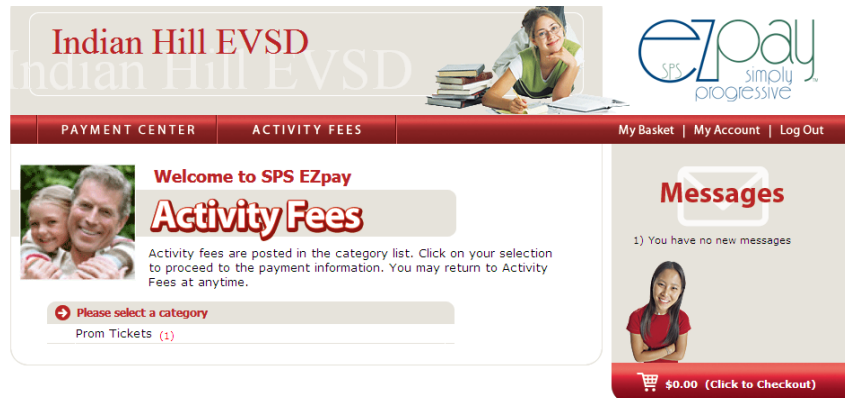 Indian Hill EVSD
Indian Hill EVSD
ezpay
SPS
simply
progressive
PAYMENT CENTER
ACTIVITY FEES
My Basket | My Account | Log Out
Welcome to SPS EZpay
Activity Fees
Activity fees are posted in the category list. Click on your selection
to proceed to the payment information. You may return to Activity
Fees at anytime.
Please select a category
Prom Tickets (1)
Messages
1) You have no new messages
$0.00 (Click to Checkout)